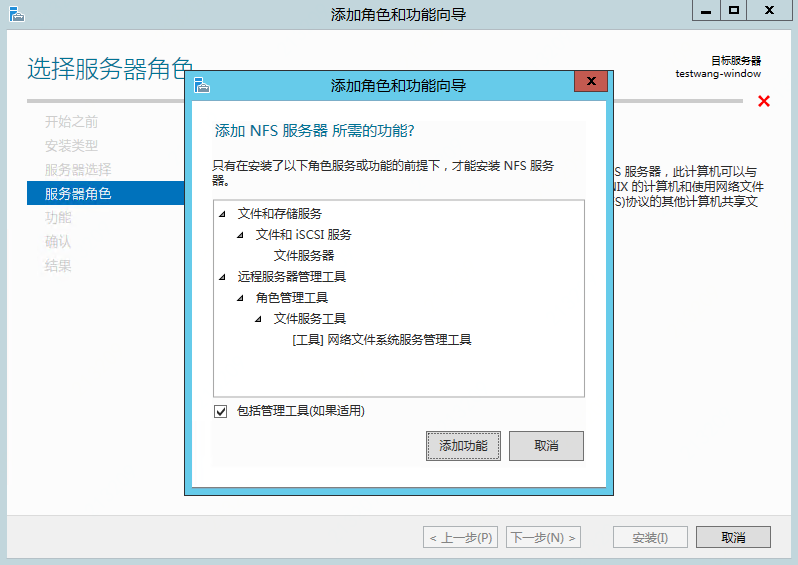 添加角色和功能向导
选择服务器角色
目标服务器
testwang-window
开始之前
安装类型
服务器选择
服务器角色
功能
确认
结果
添加角色和功能向导
添加 NFS 服务器 所需的功能?
只有在安装了以下角色服务或功能的前提下，才能安装 NFS 服务
器。
文件和存储服务
文件和 iSCSI 服务
文件服务器
远程服务器管理工具
角色管理工具
文件服务工具
[工具] 网络文件系统服务管理工具
包括管理工具(如果适用)
添加功能
取消
S 服务器，此计算机可以与
IX 的计算机和使用网络文件
S)协议的其他计算机共享文
< 上一步(P)
下一步(N) >
安装(I)
取消